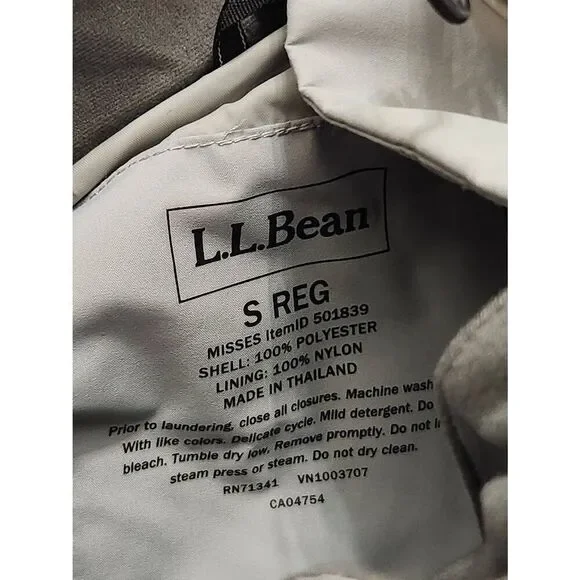 L.L.Bean
S REG
MISSES ItemID 501839
SHELL: 100% POLYESTER
LINING: 100% NYLON
MADE IN THAILAND
Prior to laundering, close all closures. Machine wash
With like colors. Delicate cycle. Mild detergent. Do
bleach. Tumble dry low. Remove promptly. Do not
steam press or steam. Do not dry clean.
RN71341 VN1003707
CA04754